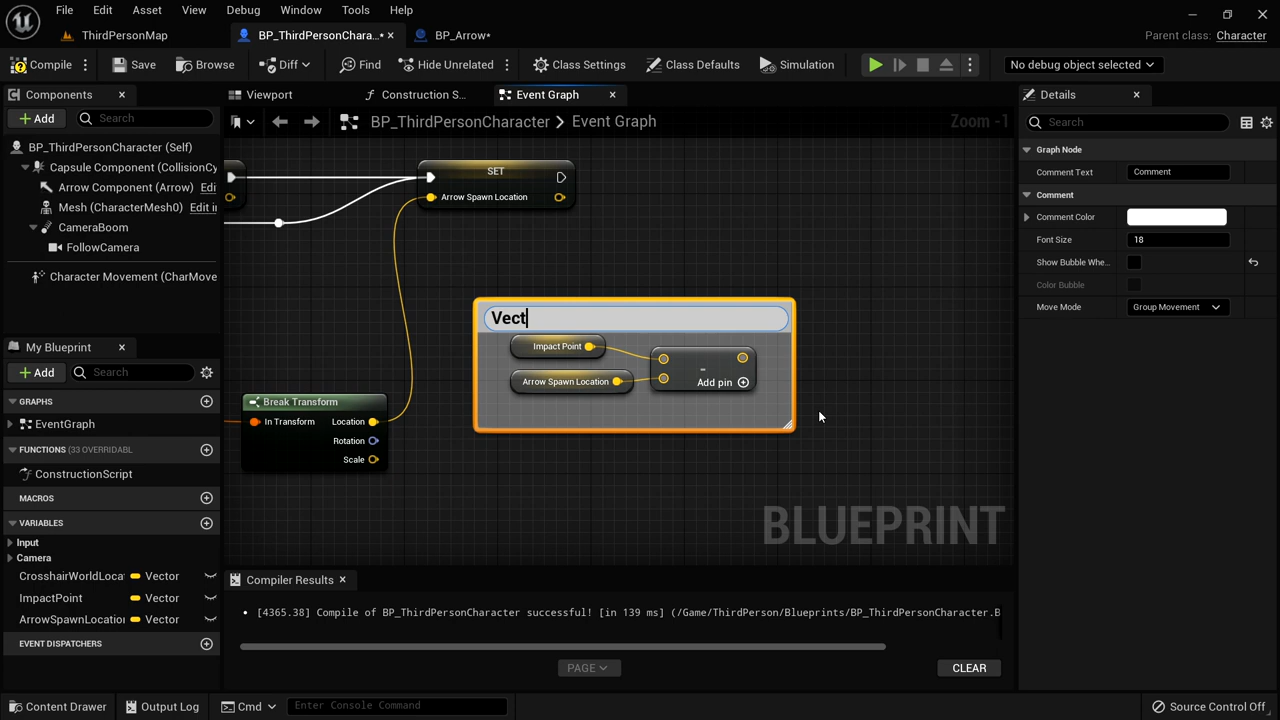 File Edit Asset View Debug Window Tools Help
ThirdPersonMap
BP_ThirdPersonChara...*
BP_Arrow*
Parent class: Character
Compile
Save
Browse
Diff
Find
Hide Unrelated
Class Settings
Class Defaults
Simulation
No debug object selected
Components
Add
Search
BP_ThirdPersonCharacter (Self)
Capsule Component (CollisionCy
Arrow Component (Arrow) Edi
Mesh (CharacterMesh0) Edit i
CameraBoom
FollowCamera
Character Movement (CharMove
My Blueprint
Add
Search
GRAPHS
EventGraph
FUNCTIONS (33 OVERRIDABL
ConstructionScript
MACROS
VARIABLES
Input
Camera
CrosshairWorldLoca Vector
ImpactPoint Vector
ArrowSpawnLocation Vector
EVENT DISPATCHERS
Viewport
Construction S...
Event Graph
BP_ThirdPersonCharacter > Event Graph
Zoom -1
SET
Arrow Spawn Location
Vect
Impact Point
Arrow Spawn Location
-
Add pin
Break Transform
In Transform
Location
Rotation
Scale
BLUEPRINT
Compiler Results
[4365.38] Compile of BP_ThirdPersonCharacter successful! [in 139 ms] (/Game/ThirdPerson/Blueprints/BP_ThirdPersonCharacter.B
PAGE
CLEAR
Details
Search
Graph Node
Comment Text Comment
Comment
Comment Color
Font Size 18
Show Bubble Whe...
Color Bubble
Move Mode Group Movement
Content Drawer
Output Log
Cmd
Enter Console Command
Source Control Off